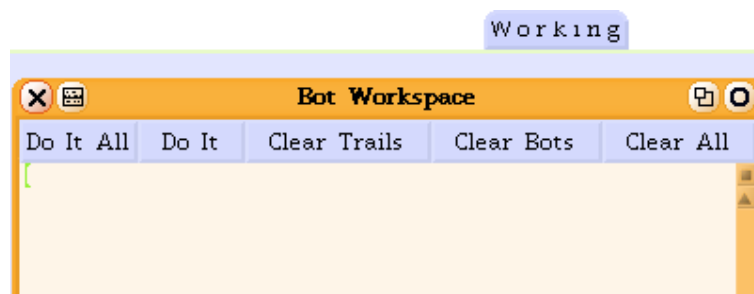 Working
Bot Workspace
Do It All Do It Clear Trails Clear Bots Clear All